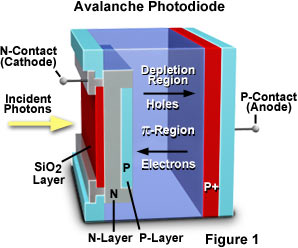 Avalanche Photodiode
N-Contact
(Cathode)
Depletion
Region
P-Contact
(Anode)
Incident
Photons
Holes
π-Region
Electrons
SiO2
Layer
P
N
P+
N-Layer
P-Layer
Figure 1